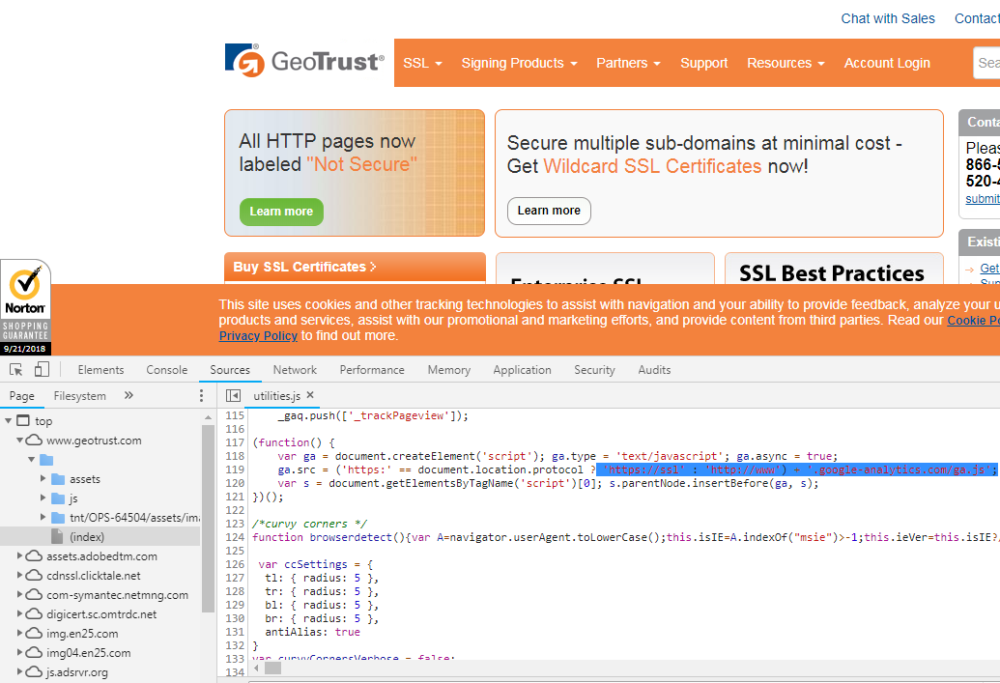 Chat with Sales Contact
GeoTrust®
SSL Signing Products Partners Support Resources Account Login Sea
All HTTP pages now
labeled "Not Secure"
Learn more
Secure multiple sub-domains at minimal cost -
Get Wildcard SSL Certificates now!
Learn more
Conta
Pleas
866-5
520-4
submit
Existi
Get
Buy SSL Certificates
Enterprise SSL
SSL Best Practices
Norton
SHOPPING
GUARANTEE
9/21/2018
This site uses cookies and other tracking technologies to assist with navigation and your ability to provide feedback, analyze your u
products and services, assist with our promotional and marketing efforts, and provide content from third parties. Read our Cookie Po
Privacy Policy to find out more.
Elements Console Sources Network Performance Memory Application Security Audits
Page Filesystem »
utilities.js ×
top
www.geotrust.com
assets
js
tnt/OPS-64504/assets/im
(index)
assets.adobedtm.com
cdnssl.clicktale.net
com-symantec.netmng.com
digicert.sc.omtrdc.net
img.en25.com
img04.en25.com
js.adsrvr.org
115 _gaq.push(['_trackPageview']);
116
117 (function() {
118 var ga = document.createElement('script'); ga.type = 'text/javascript'; ga.async = true;
119 ga.src = ('https:' == document.location.protocol ? 'https://ssl' : 'http://www') + '.google-analytics.com/ga.js';
120 var s = document.getElementsByTagName('script')[0]; s.parentNode.insertBefore(ga, s);
121 })();
122
123 /*curvy corners */
124 function browserdetect(){var A=navigator.userAgent.toLowerCase();this.isIE=A.indexOf("msie")>-1;this.ieVer=this.isIE?/
125
126 var ccSettings = {
127 tl: { radius: 5 },
128 tr: { radius: 5 },
129 bl: { radius: 5 },
130 br: { radius: 5 },
131 antiAlias: true
132 }
133 var curvyCornersVerbose = false;
134